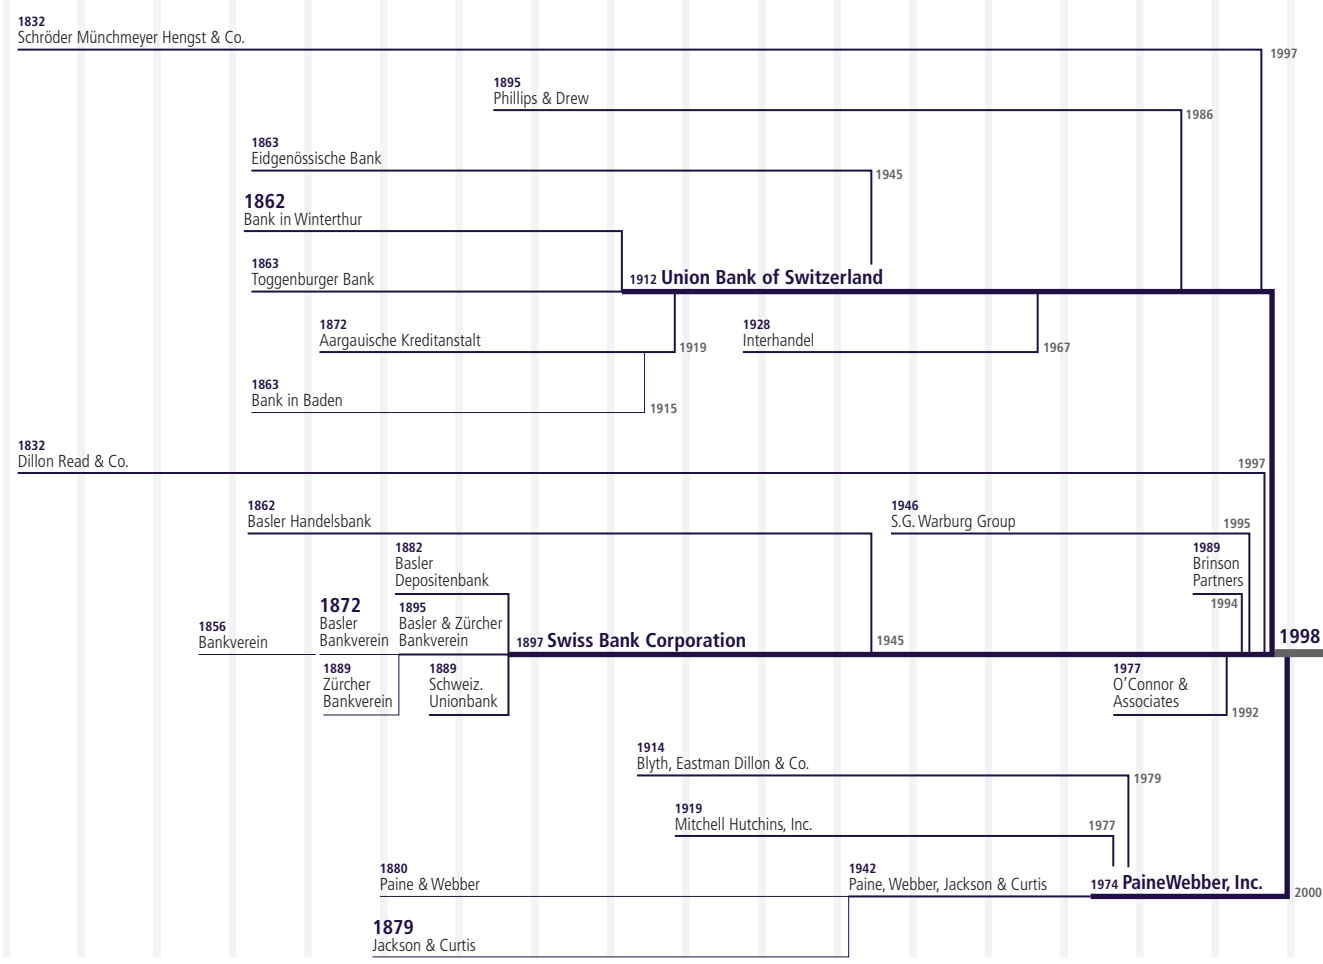 1832
Schröder Münchmeyer Hengst & Co.
1997
1895
Phillips & Drew
1986
1863
Eidgenössische Bank
1945
1862
Bank in Winterthur
1863
Toggenburger Bank
1912 Union Bank of Switzerland
1872
Aargauische Kreditanstalt
1919
1928
Interhandel
1967
1863
Bank in Baden
1915
1832
Dillon Read & Co.
1997
1862
Basler Handelsbank
1946
S.G. Warburg Group
1995
1882
Basler
Depositenbank
1989
Brinson
Partners
1994
1856
Bankverein
1872
Basler
Bankverein
1895
Basler & Zürcher
Bankverein
1897 Swiss Bank Corporation
1945
1998
1889
Zürcher
Bankverein
1889
Schweiz.
Unionbank
1977
O’Connor &
Associates
1992
1914
Blyth, Eastman Dillon & Co.
1979
1919
Mitchell Hutchins, Inc.
1977
1880
Paine & Webber
1942
Paine, Webber, Jackson & Curtis
1974 PaineWebber, Inc.
2000
1879
Jackson & Curtis